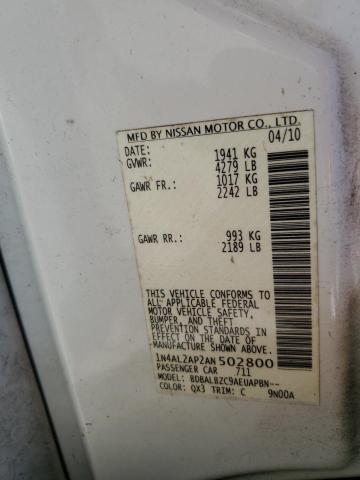 MFD BY NISSAN MOTOR CO., LTD.
DATE: 04/10
GVWR: 1941 KG
4279 LB
GAWR FR.: 1017 KG
2242 LB
GAWR RR.: 993 KG
2189 LB
THIS VEHICLE CONFORMS
TO ALL APPLICABLE FEDERAL
MOTOR VEHICLE SAFETY,
BUMPER, AND THEFT
PREVENTION STANDARDS
IN EFFECT ON THE DATE OF
MANUFACTURE SHOWN ABOVE.
1N4AL2AP2AN502800
PASSENGER CAR 711
MODEL: BDBALBZC9AEUAPBN--
COLOR: QX3 TRIM: C 9N00A